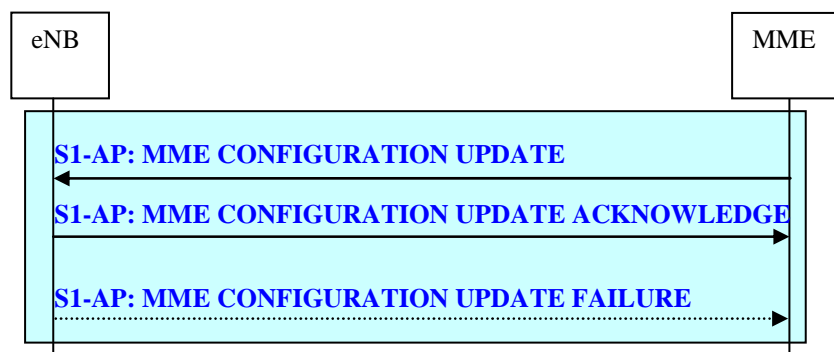 eNB
MME
S1-AP: MME CONFIGURATION UPDATE
S1-AP: MME CONFIGURATION UPDATE ACKNOWLEDGE
S1-AP: MME CONFIGURATION UPDATE FAILURE